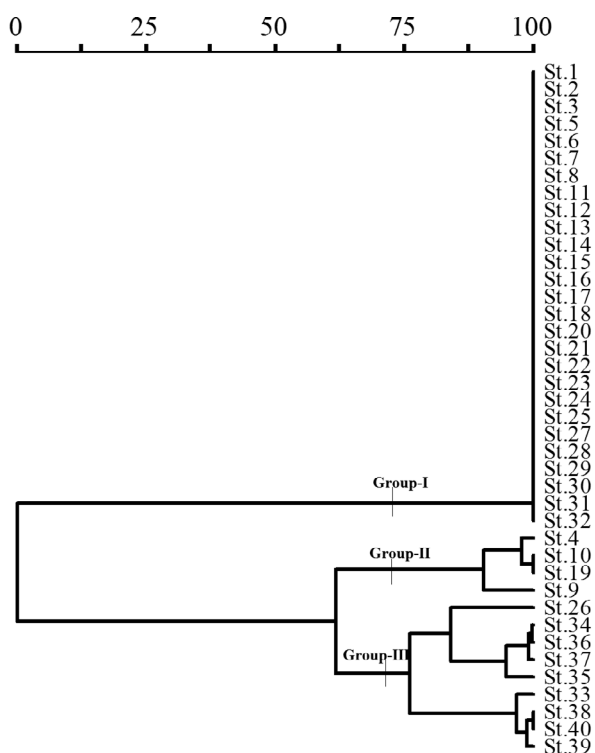 0 25 50 75 100
St.1
St.2
St.3
St.5
St.6
St.7
St.8
St.11
St.12
St.13
St.14
St.15
St.16
St.17
St.18
St.20
St.21
St.22
St.23
St.24
St.25
St.27
St.28
St.29
Group-I St.30
St.31
St.32
St.4
Group-II St.10
St.19
St.9
St.26
St.34
St.36
Group-III St.37
St.35
St.33
St.38
St.40
St.39